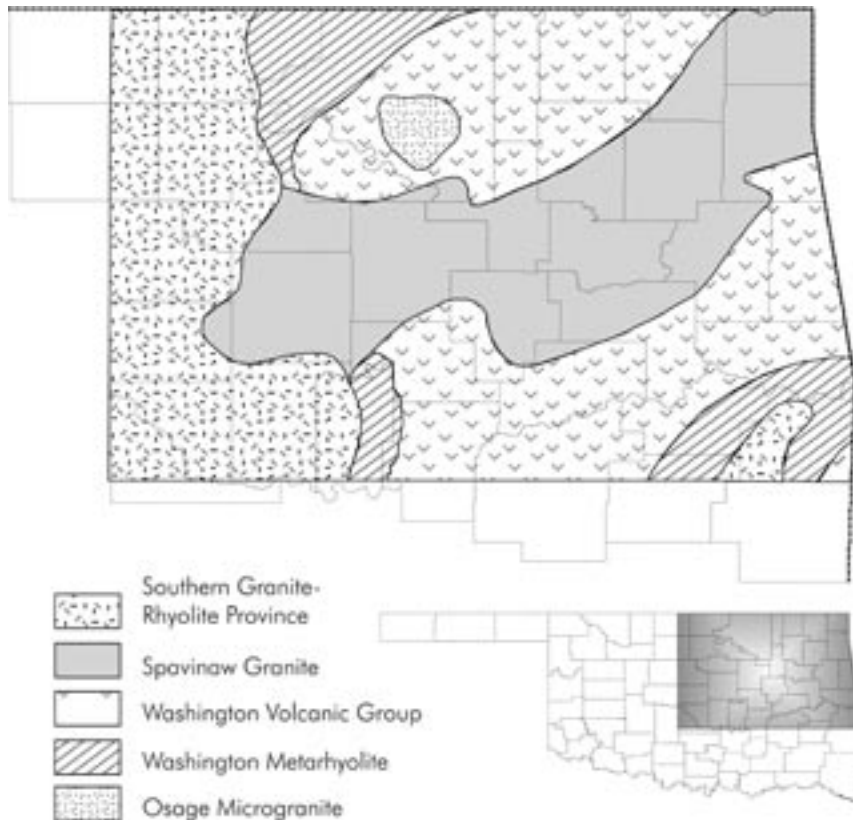 Southern Granite-
Rhyolite Province
Spavinaw Granite
Washington Volcanic Group
Washington Metarhyolite
Osage Microgranite